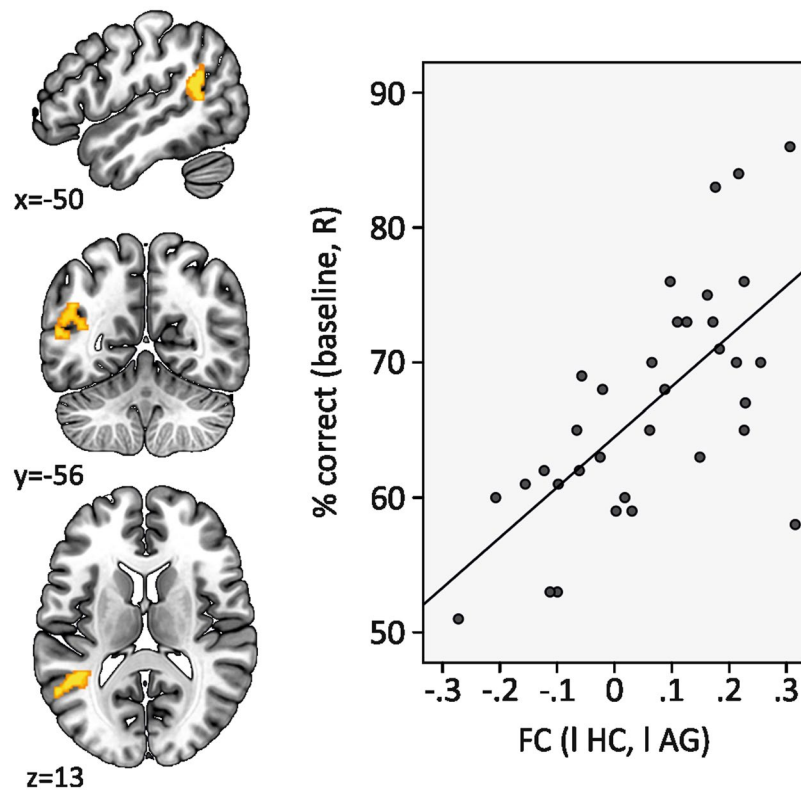 x=-50
y=-56
z=13
% correct (baseline, R)
90
80
70
60
50
-.3 -.2 -.1 0 .1 .2 .3
FC (l HC, l AG)